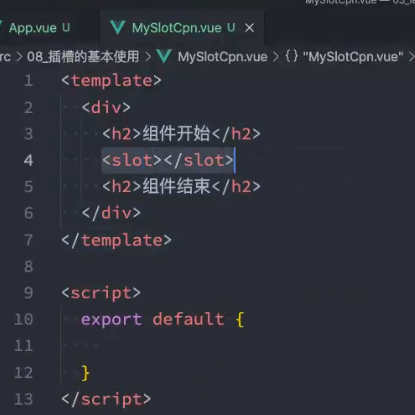 MySlotCpn.vue —
App.vue U MySlotCpn.vue U ×
rc > 08_插槽的基本使用 > MySlotCpn.vue > {} "MySlotCpn.vue" >
1 <template>
2 <div>
3 <h2>组件开始</h2>
4 <slot></slot>
5 <h2>组件结束</h2>
6 </div>
7 </template>
8
9 <script>
10 export default {
11
12 }
13 </script>